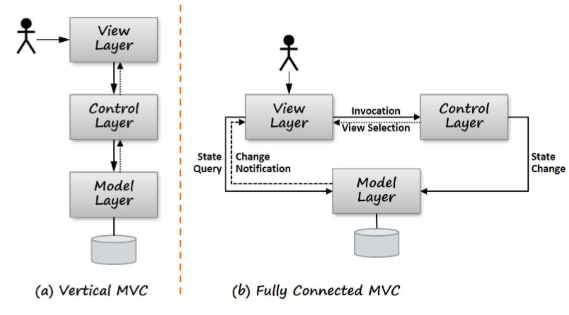 View
Layer
Control
Layer
Model
Layer
(a) Vertical MVC
View
Layer
Invocation
View Selection
Control
Layer
State
Query
Change
Notification
State
Change
Model
Layer
(b) Fully Connected MVC